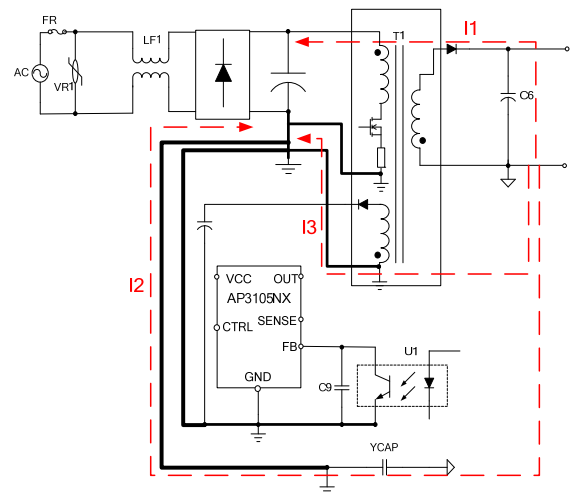 FR
LF1
T1
I1
AC
VR1
C6
I3
I2
VCC
OUT
AP3105NX
SENSE
CTRL
FB
U1
GND
C9
YCAP